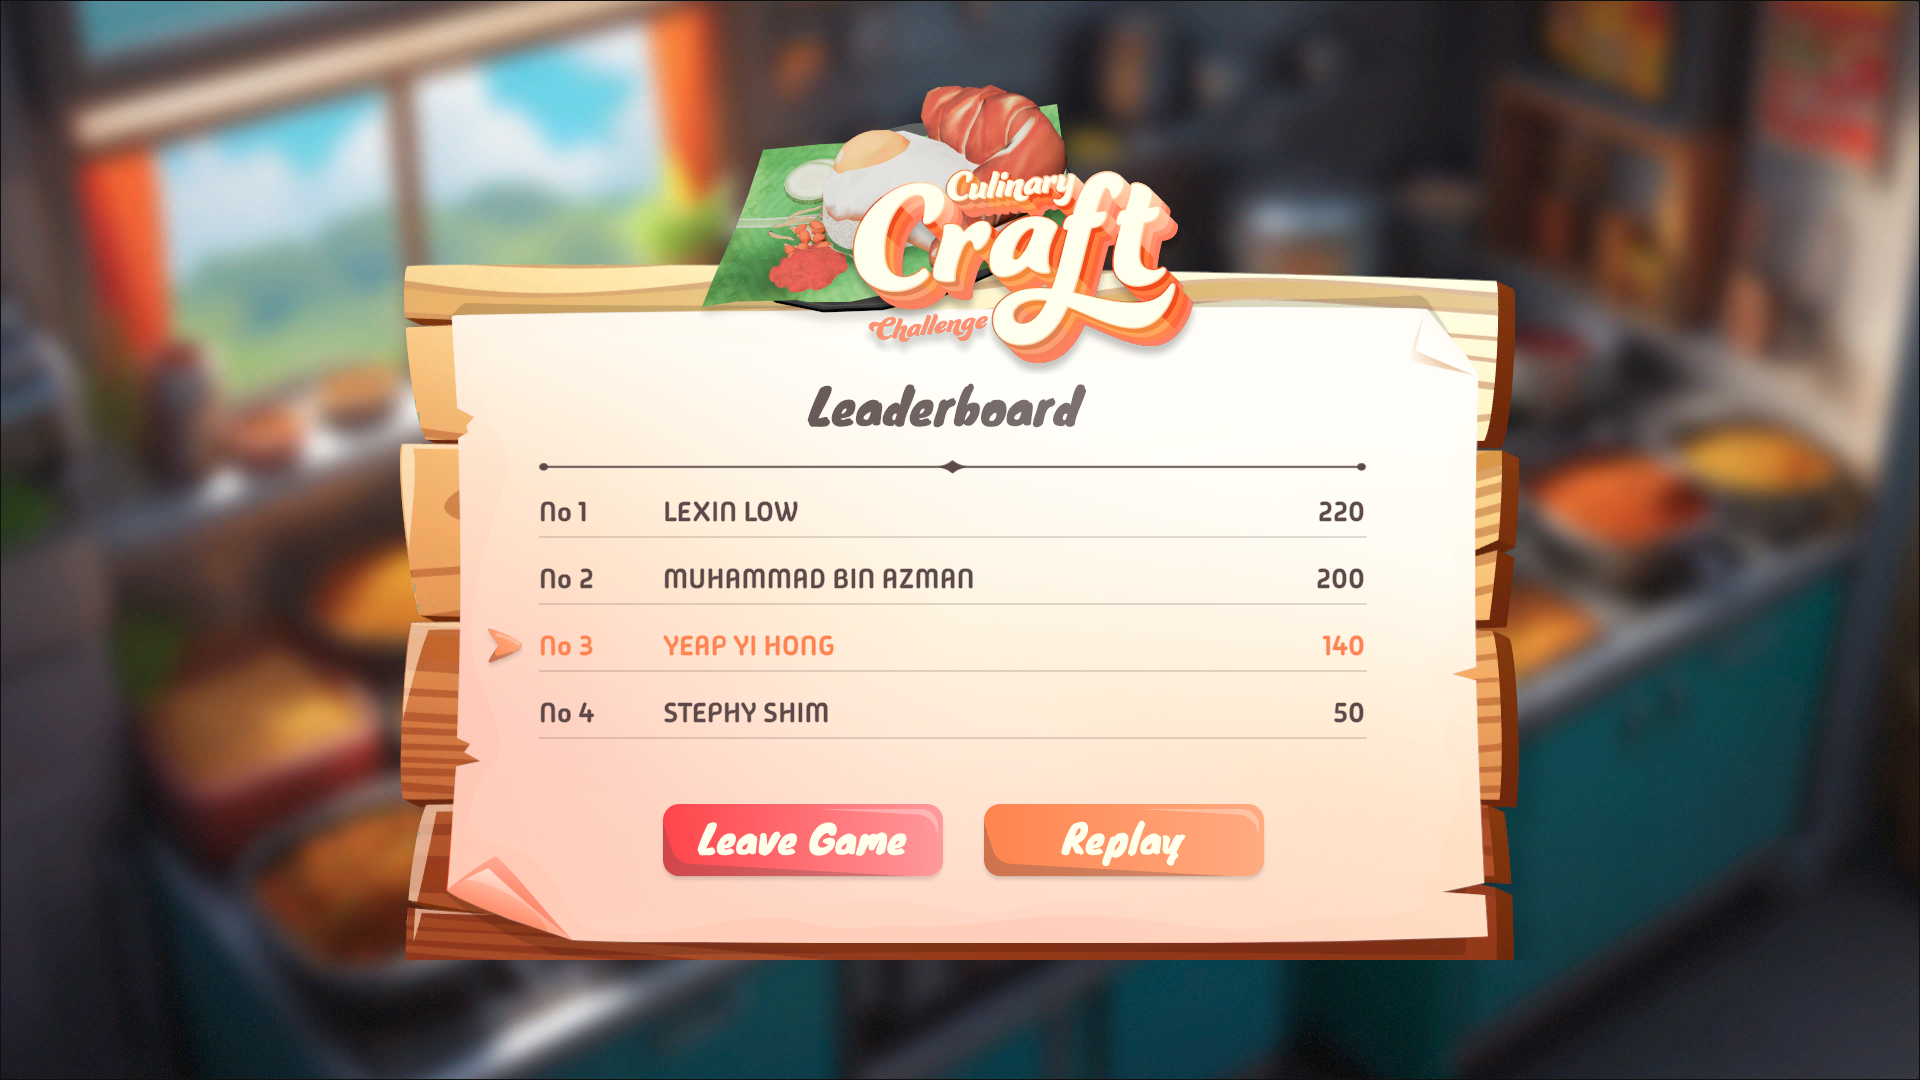 Culinary
Craft
Challenge
Leaderboard
No 1 LEXIN LOW 220
No 2 MUHAMMAD BIN AZMAN 200
No 3 YEAP YI HONG 140
No 4 STEPHY SHIM 50
Leave Game Replay